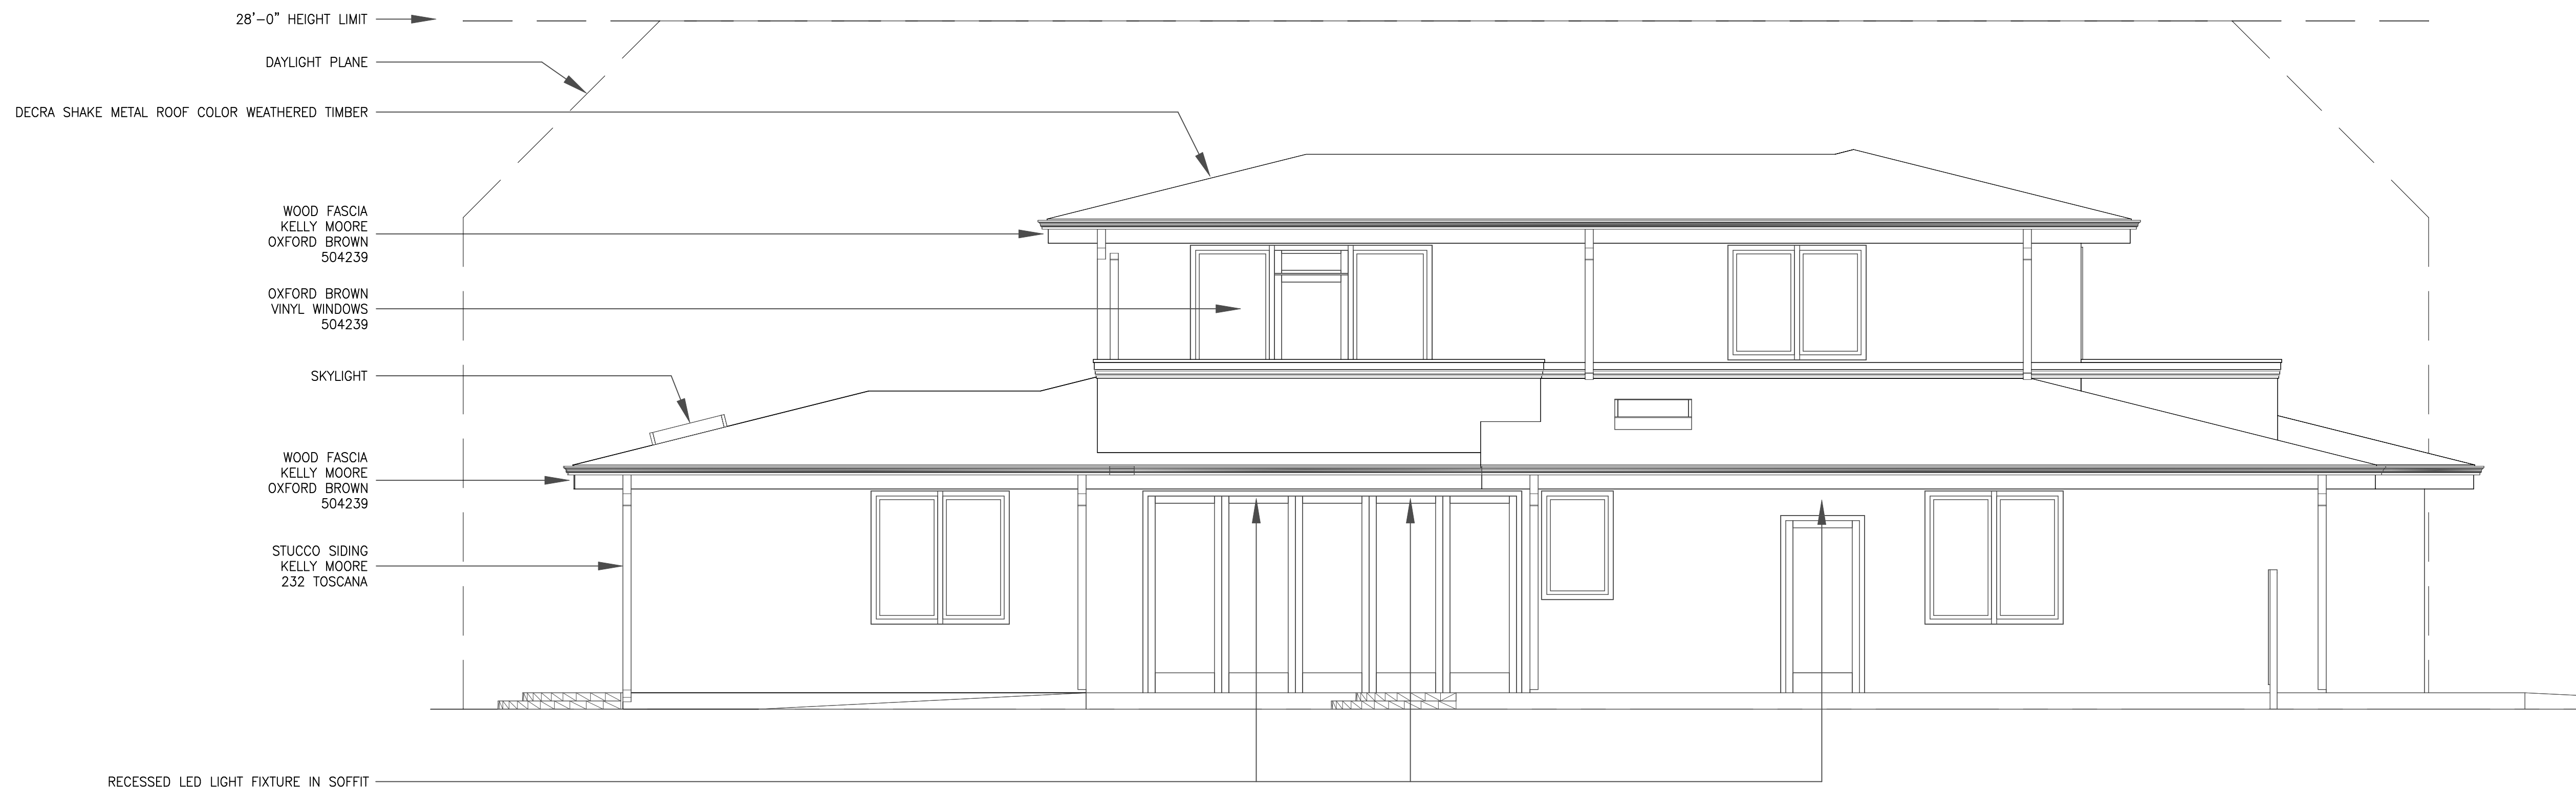 28'-0" HEIGHT LIMIT
DAYLIGHT PLANE
DECRA SHAKE METAL ROOF COLOR WEATHERED TIMBER
WOOD FASCIA
KELLY MOORE
OXFORD BROWN
504239
OXFORD BROWN
VINYL WINDOWS
504239
SKYLIGHT
WOOD FASCIA
KELLY MOORE
OXFORD BROWN
504239
STUCCO SIDING
KELLY MOORE
232 TOSCANA
RECESSED LED LIGHT FIXTURE IN SOFFIT